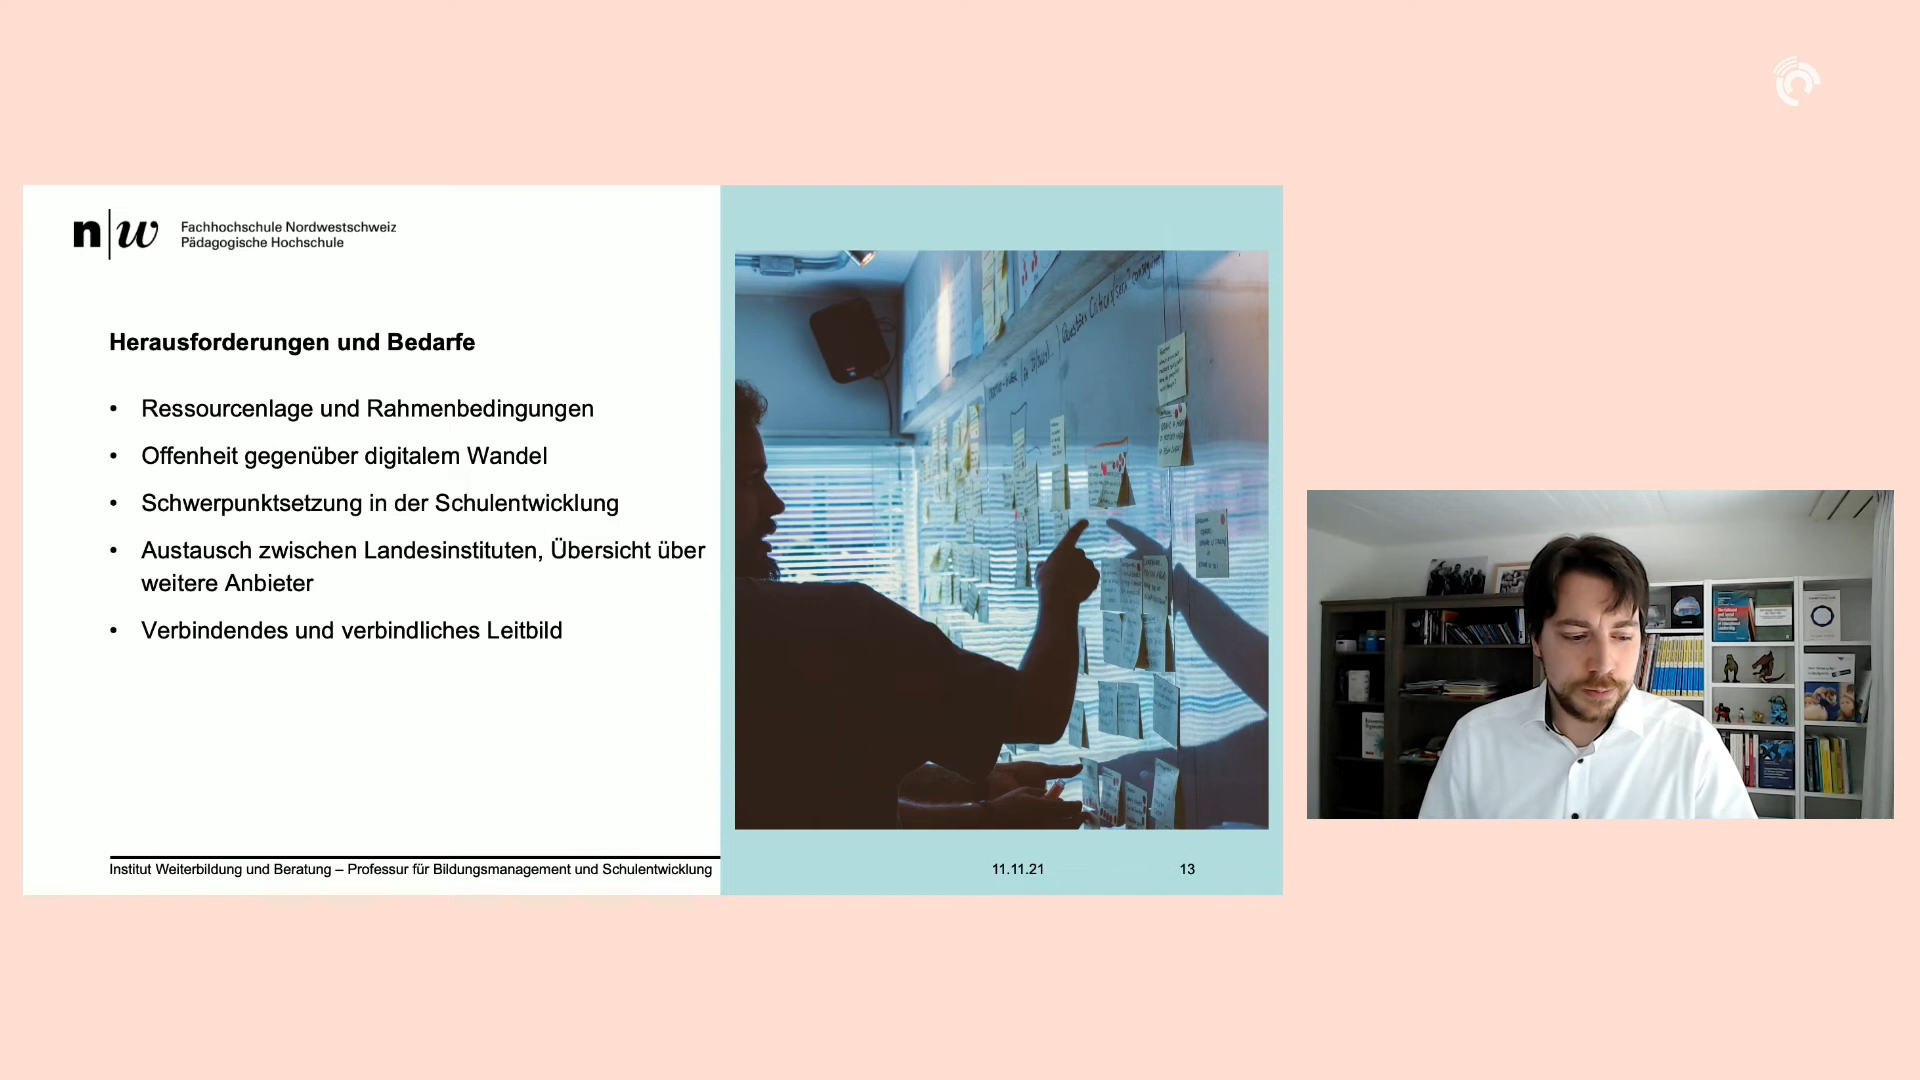 n|w Fachhochschule Nordwestschweiz
Pädagogische Hochschule
Herausforderungen und Bedarfe
• Ressourcenlage und Rahmenbedingungen
• Offenheit gegenüber digitalem Wandel
• Schwerpunktsetzung in der Schulentwicklung
• Austausch zwischen Landesinstituten, Übersicht über
weitere Anbieter
• Verbindendes und verbindliches Leitbild
Institut Weiterbildung und Beratung – Professur für Bildungsmanagement und Schulentwicklung
11.11.21
13